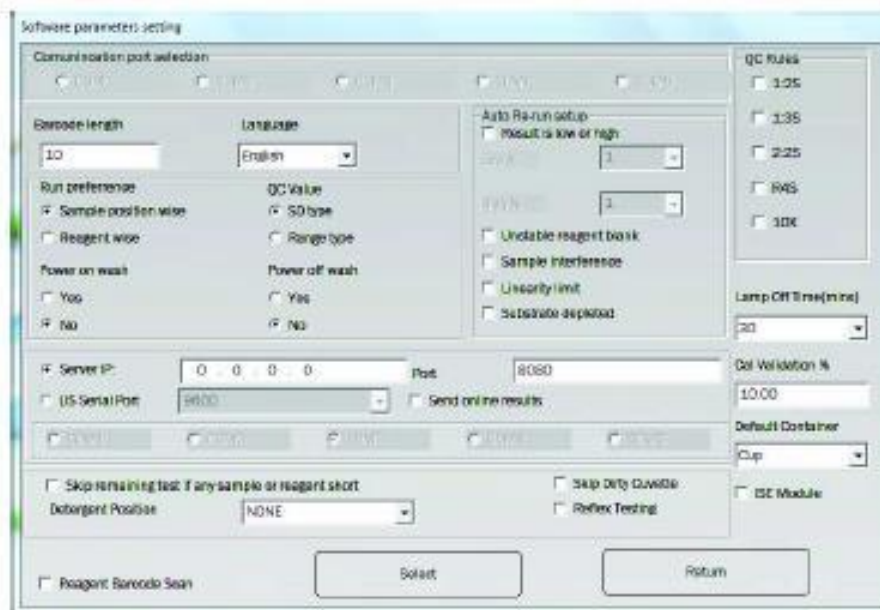 Software parameters setting
Comunication port selection
QC Rules
1:2S
1:3S
2:2S
R4S
10X
Barcode length
Language
10
English
Auto Re-run setup
Result is low or high
1
1
Unstable reagent blank
Sample interference
Linearity limit
Substrate depleted
Run preference
QC Value
Sample position wise
SD type
Reagent wise
Range type
Power on wash
Power off wash
Yes
Yes
No
No
Lamp Off Time(mins)
30
Server IP:
0 . 0 . 0 . 0
Port
8080
LIS Serial Port
9600
Send online results
Cal Validation %
10.00
Default Container
Cup
ISE Module
Skip remaining test if any sample or reagent short
Skip Dirty Cuvette
Detergent Position
NONE
Reflex Testing
Reagent Barcode Scan
Select
Return